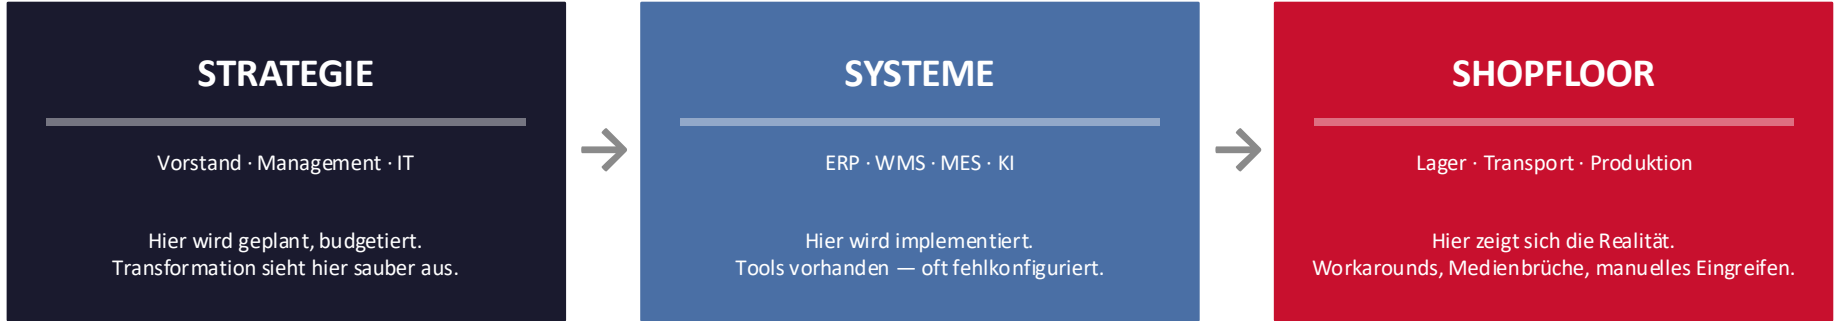 STRATEGIE
Vorstand · Management · IT
Hier wird geplant, budgetiert.
Transformation sieht hier sauber aus.
SYSTEME
ERP · WMS · MES · KI
Hier wird implementiert.
Tools vorhanden — oft fehlkonfiguriert.
SHOPFLOOR
Lager · Transport · Produktion
Hier zeigt sich die Realität.
Workarounds, Medienbrüche, manuelles Eingreifen.